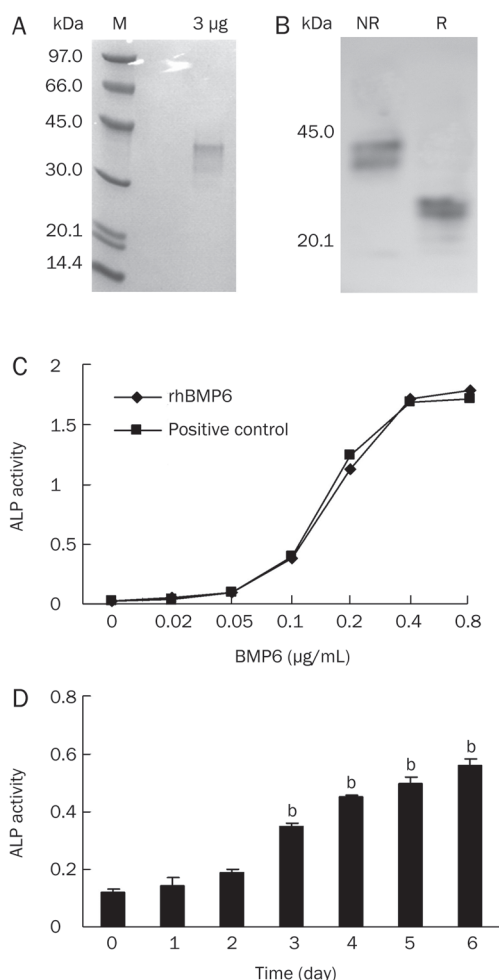 A kDa M 3 μg
97.0
66.0
45.0
30.0
20.1
14.4
B kDa NR R
45.0
20.1
C
ALP activity
2
1.5
1
0.5
0
rhBMP6
Positive control
0 0.02 0.05 0.1 0.2 0.4 0.8
BMP6 (μg/mL)
D
ALP activity
0.8
0.6
0.4
0.2
0
b b b b
0 1 2 3 4 5 6
Time (day)